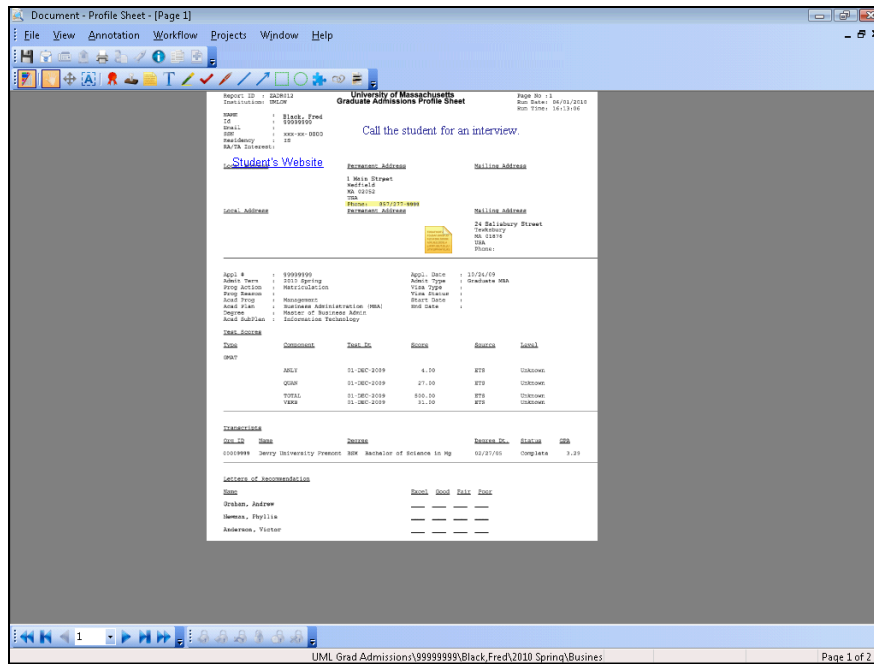 Document - Profile Sheet - [Page 1]
File View Annotation Workflow Projects Window Help
Report ID : ZADR012 University of Massachusetts Page No : 1
Institution: UMLOW Graduate Admissions Profile Sheet Run Date: 06/01/2010
Run Time: 16:13:06
NAME : Black, Fred
Id : 99999999
Email :
SSN : xxx-xx-0000
Residency : IS
RA/TA Interest:
Call the student for an interview.
Student's Website Permanent Address Mailing Address
1 Main Street
Medfield
MA 02052
USA
Phone: 857/277-9999
Local Address Permanent Address Mailing Address
24 Salisbury Street
Tewksbury
MA 01876
USA
Phone:
Appl # : 99999999 Appl. Date : 10/24/09
Admit Term : 2010 Spring Admit Type : Graduate MBA
Prog Action : Matriculation Visa Type :
Prog Reason : Visa Status :
Acad Prog : Management Start Date :
Acad Plan : Business Administration (MBA) End Date :
Degree : Master of Business Admin
Acad SubPlan : Information Technology
Test Scores
Type Component Test Dt Score Source Level
GMAT
ANLY 01-DEC-2009 4.00 ETS Unknown
QUAN 01-DEC-2009 27.00 ETS Unknown
TOTAL 01-DEC-2009 500.00 ETS Unknown
VERB 01-DEC-2009 31.00 ETS Unknown
Transcripts
Org ID Name Degree Degree Dt. Status GPA
00009999 Devry University Fremont BSM Bachelor of Science in Mg 02/27/05 Complete 3.20
Letters of Recommendation
Name Excel Good Fair Poor
Graham, Andrew
Newman, Phyllis
Anderson, Victor
1
UML Grad Admissions\99999999\Black,Fred\2010 Spring\Busines Page 1 of 2